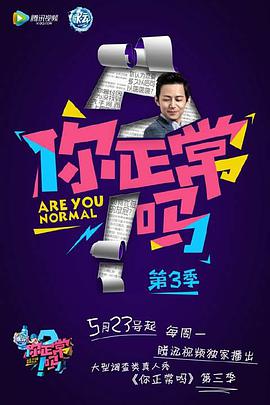 腾讯视频
你正常吗
ARE YOU
NORMAL
第3季
5月23号起 每周一
腾讯视频独家播出
大型调查类真人秀
《你正常吗》第三季
你正常吗